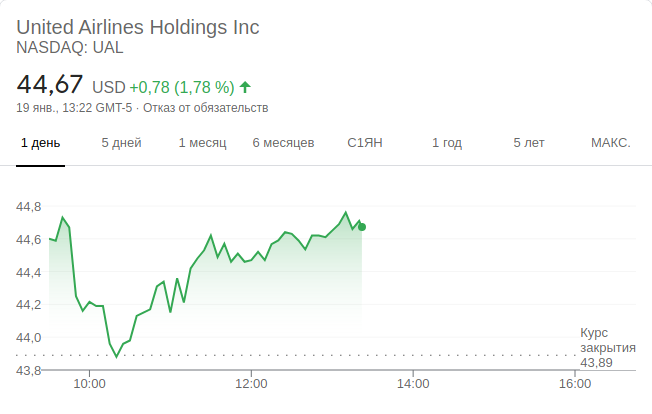 United Airlines Holdings Inc
NASDAQ: UAL
44,67 USD +0,78 (1,78 %)
19 янв., 13:22 GMT-5 · Отказ от обязательств
1 день 5 дней 1 месяц 6 месяцев С1ЯН 1 год 5 лет МАКС.
44,8
44,6
44,4
44,2
44,0
43,8
Курс
закрытия
43,89
10:00 12:00 14:00 16:00